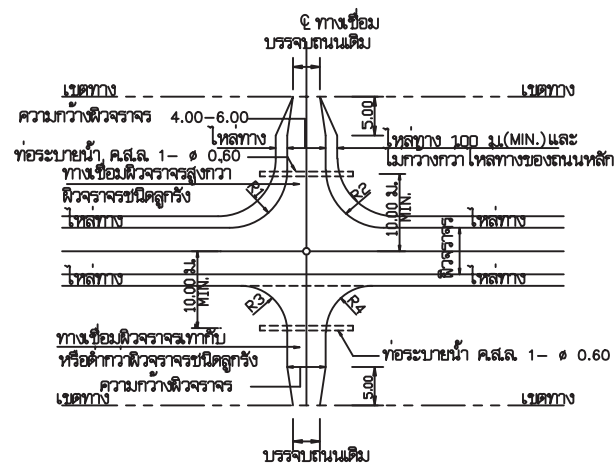 ℄ ทางเชื่อม
บรรจบถนนเดิม
เขตทาง
เขตทาง
ความกว้างผิวจราจร 4.00-6.00
5.00
ไหล่ทาง
ไหล่ทาง 1.00 ม.(MIN.) และ
ไม่กว้างกว่าไหล่ทางของถนนหลัก
ท่อระบายน้ำ ค.ส.ล. 1- ø 0.60
ทางเชื่อมผิวจราจรสูงกว่า
ผิวจราจรชนิดลูกรัง
R1
R2
10.00 ม.
MIN.
ไหล่ทาง
ไหล่ทาง
ผิวจราจร
ไหล่ทาง
ไหล่ทาง
10.00 ม.
MIN.
R3
R4
ทางเชื่อมผิวจราจรเท่ากับ
หรือต่ำกว่าผิวจราจรชนิดลูกรัง
ท่อระบายน้ำ ค.ส.ล. 1- ø 0.60
ความกว้างผิวจราจร
5.00
เขตทาง
เขตทาง
บรรจบถนนเดิม